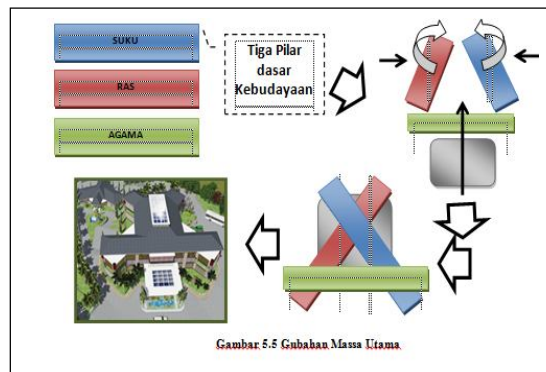 SUKU
Tiga Pilar
dasar
Kebudayaan
RAS
AGAMA
Gambar 5.5 Gubahan Massa Utama